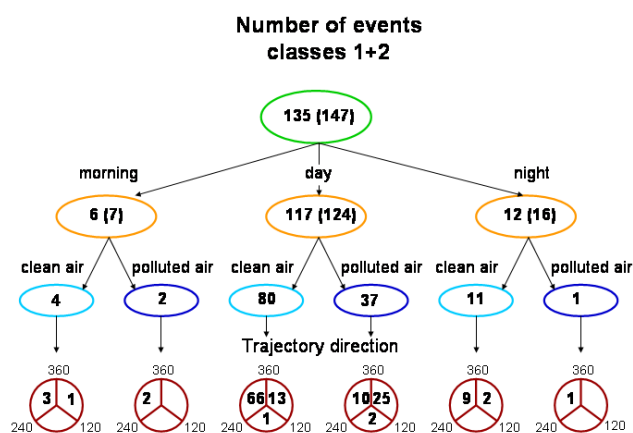 Number of events
classes 1+2
135 (147)
morning day night
6 (7) 117 (124) 12 (16)
clean air polluted air clean air polluted air clean air polluted air
4 2 80 37 11 1
Trajectory direction
360 360 360 360 360 360
3 1 2 66 13 10 25 9 2 1
1 2
240 120 240 120 240 120 240 120 240 120 240 120